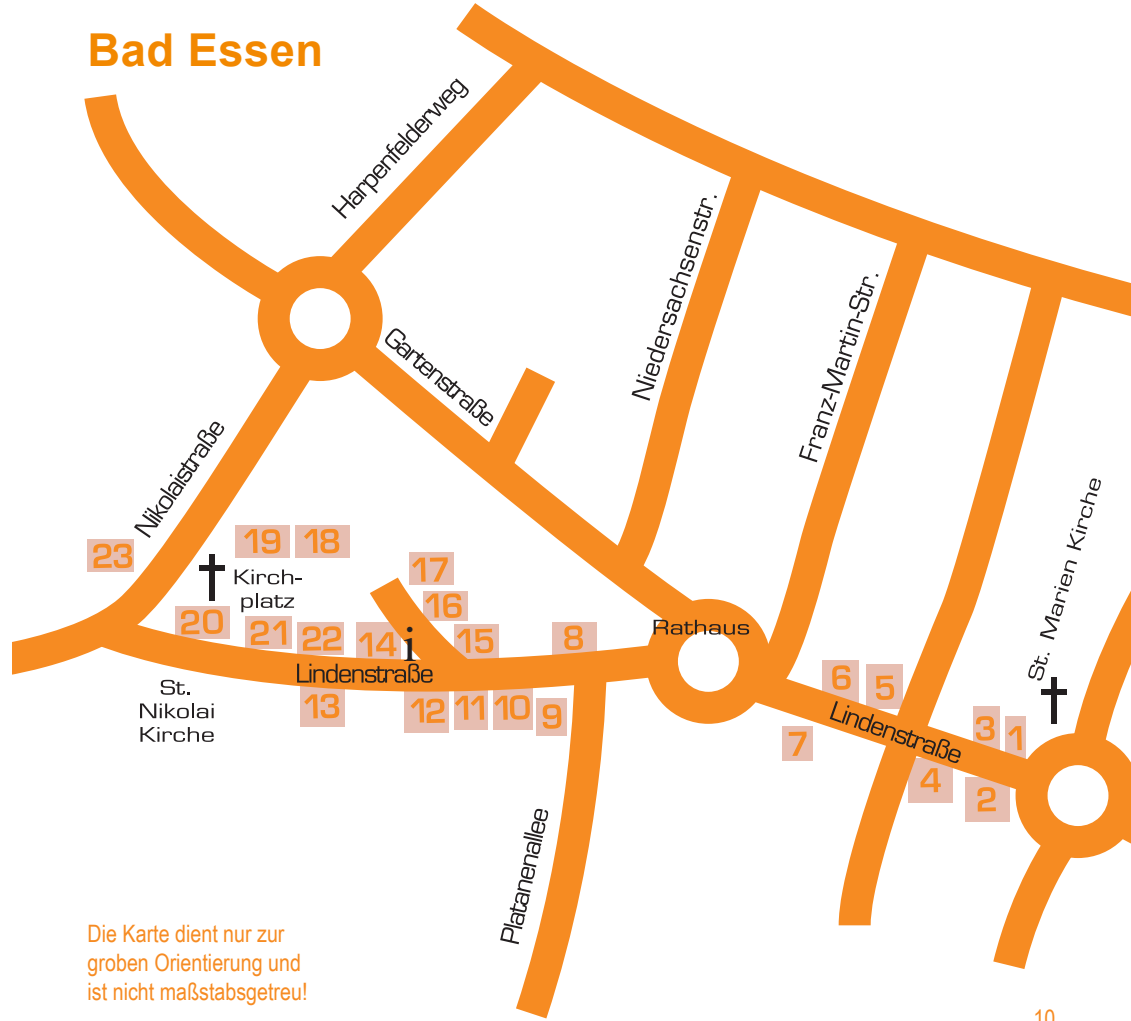 Bad Essen
Harpenfelderweg
Niedersachsenstr.
Franz-Martin-Str.
Gartenstraße
Nikolaistraße
St. Marien Kirche
23
19
18
Kirch-
platz
17
16
20
21
22
14
i
15
8
Rathaus
Lindenstraße
St.
Nikolai
Kirche
13
12
11
10
9
6
5
7
Lindenstraße
3
1
4
2
Platanenallee
Die Karte dient nur zur
groben Orientierung und
ist nicht maßstabsgetreu!
10